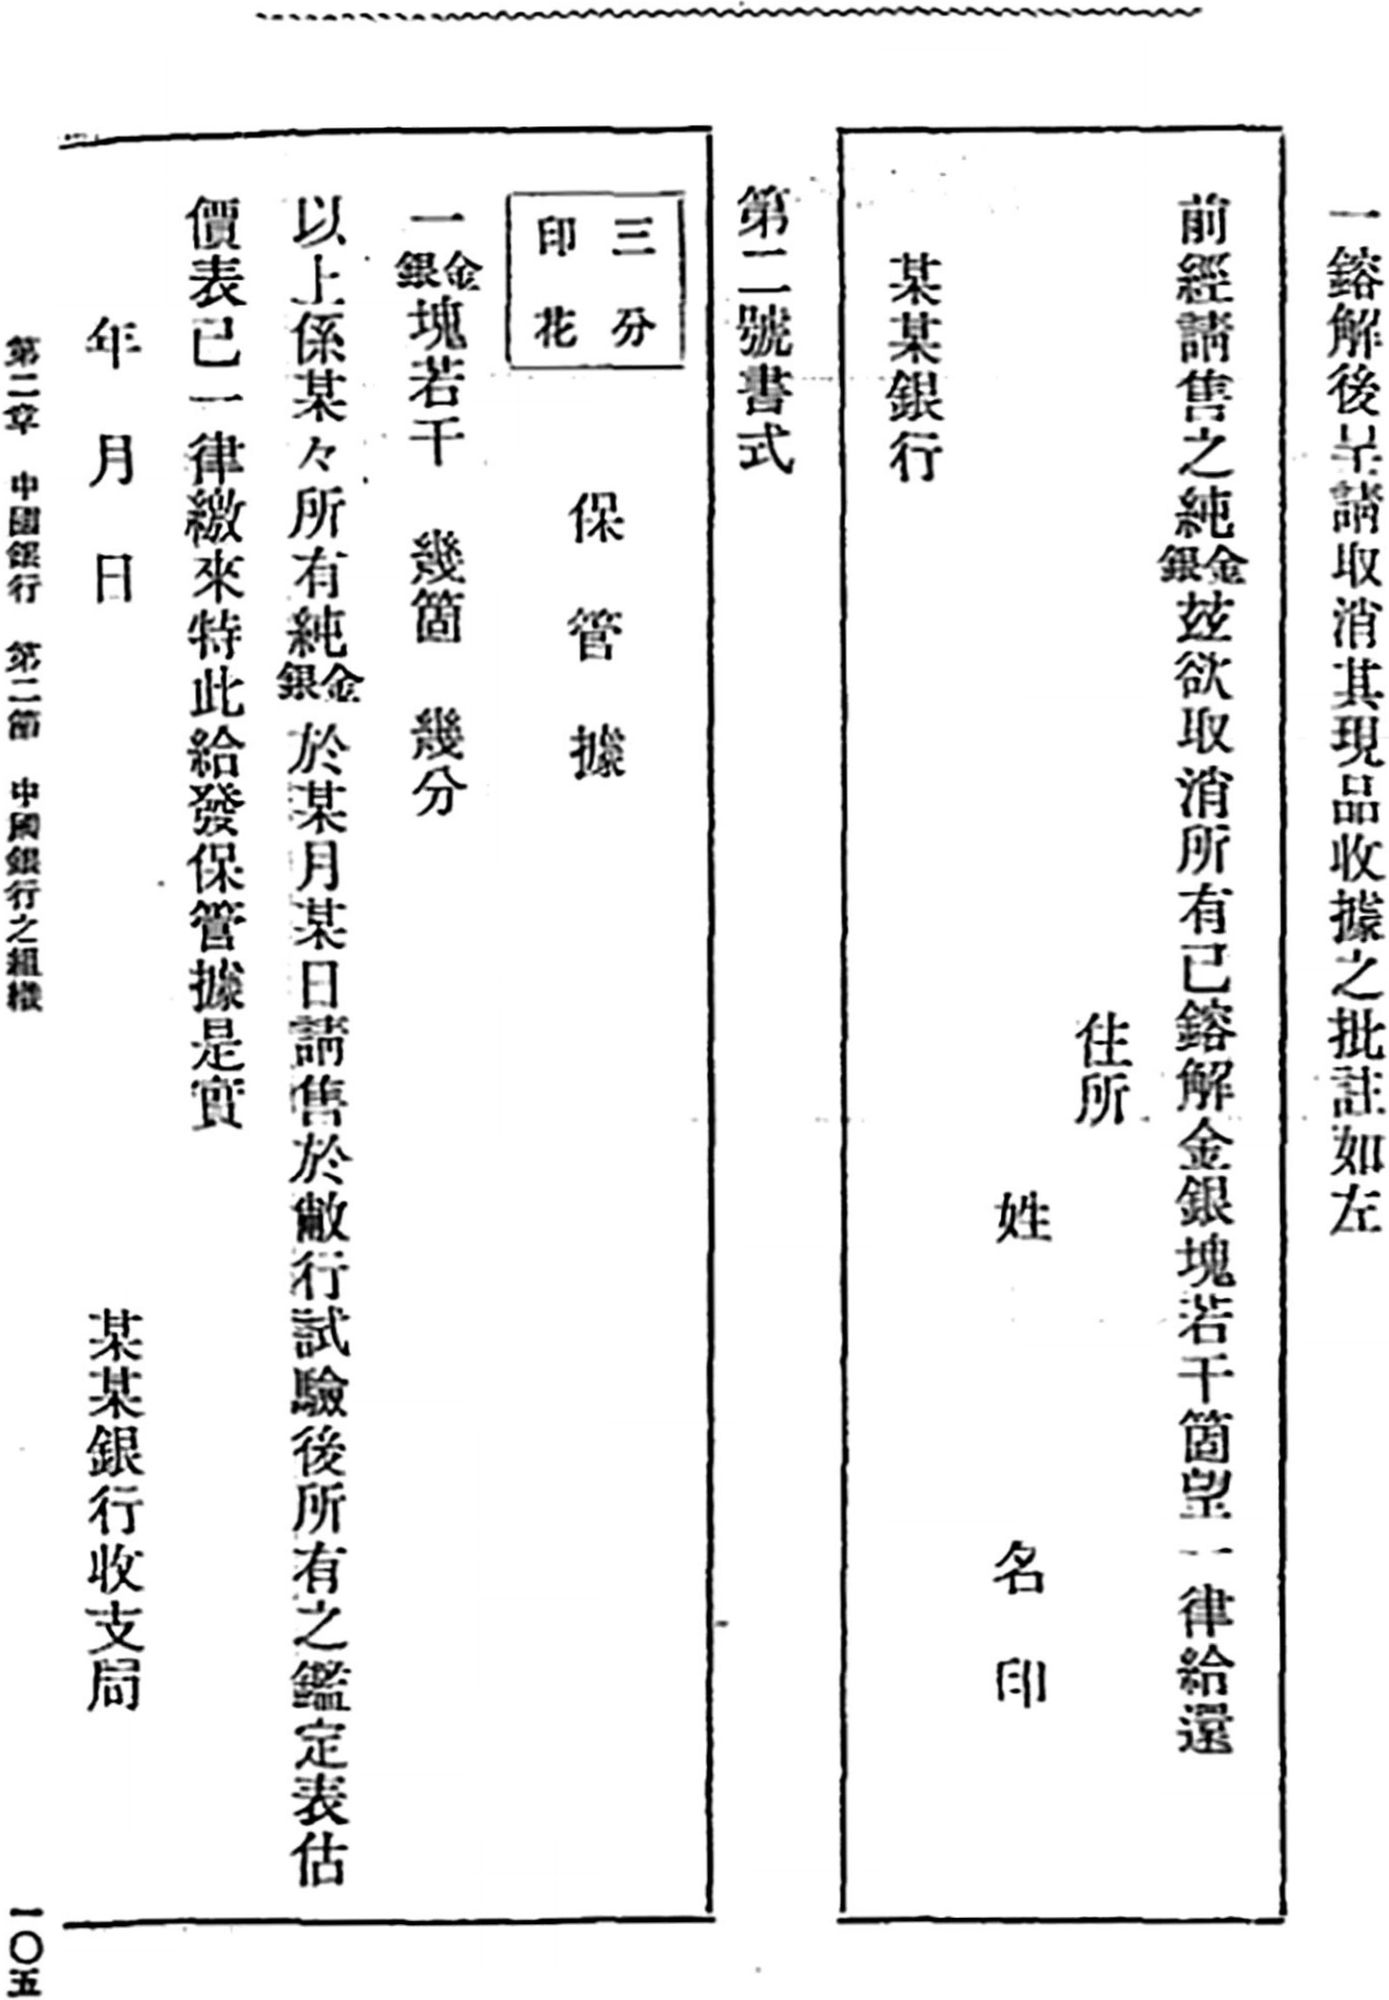 一鎔解後呈請取消其現品收據之批註如左
前經請售之純金銀玆欲取消所有已鎔解金銀塊若干箇望一律給還
住所
姓名印
某某銀行
第二號書式
三分
印花
保管據
一金銀塊若干 幾箇 幾分
以上係某々所有純金銀於某月某日請售於敝行試驗後所有之鑑定表估
價表已一律繳來特此給發保管據是實
年月日 某某銀行收支局
第二章 中國銀行 第二節 中國銀行之組織
一〇五